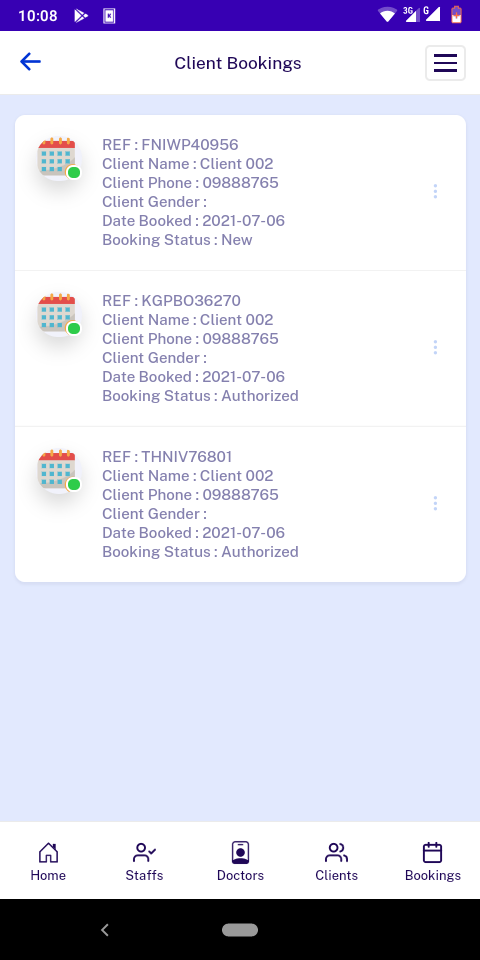 10:08
3G
G
Client Bookings
REF : FNIWP40956
Client Name : Client 002
Client Phone : 09888765
Client Gender :
Date Booked : 2021-07-06
Booking Status : New
REF : KGPBO36270
Client Name : Client 002
Client Phone : 09888765
Client Gender :
Date Booked : 2021-07-06
Booking Status : Authorized
REF : THNIV76801
Client Name : Client 002
Client Phone : 09888765
Client Gender :
Date Booked : 2021-07-06
Booking Status : Authorized
Home
Staffs
Doctors
Clients
Bookings